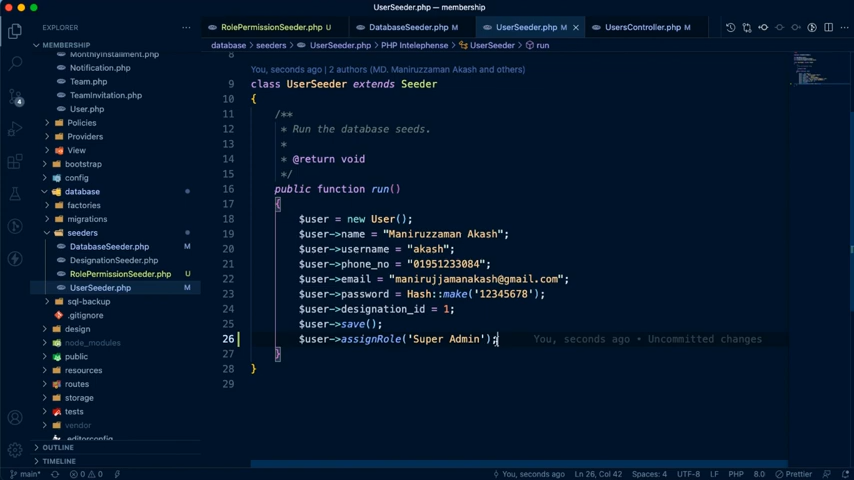 UserSeeder.php — membership
EXPLORER
RolePermissionSeeder.php U
DatabaseSeeder.php M
UserSeeder.php M
UsersController.php M
MEMBERSHIP
database > seeders > UserSeeder.php > PHP Intelephense > UserSeeder > run
MonthlyInstallment.php
Notification.php
Team.php
TeamInvitation.php
User.php
Policies
Providers
View
bootstrap
config
database
factories
migrations
seeders
DatabaseSeeder.php M
DesignationSeeder.php
RolePermissionSeeder.php U
UserSeeder.php M
sql-backup
.gitignore
design
node_modules
public
resources
routes
storage
tests
vendor
.editorconfig
OUTLINE
TIMELINE
4
8
You, seconds ago | 2 authors (MD. Maniruzzaman Akash and others)
9 class UserSeeder extends Seeder
10 {
11 /**
12 * Run the database seeds.
13 *
14 * @return void
15 */
16 public function run()
17 {
18 $user = new User();
19 $user->name = "Maniruzzaman Akash";
20 $user->username = "akash";
21 $user->phone_no = "01951233084";
22 $user->email = "manirujjamanakash@gmail.com";
23 $user->password = Hash::make('12345678');
24 $user->designation_id = 1;
25 $user->save();
26 $user->assignRole('Super Admin'); You, seconds ago • Uncommitted changes
27 }
28 }
29
main* 0 0 You, seconds ago Ln 26, Col 42 Spaces: 4 UTF-8 LF PHP 8.0 Prettier